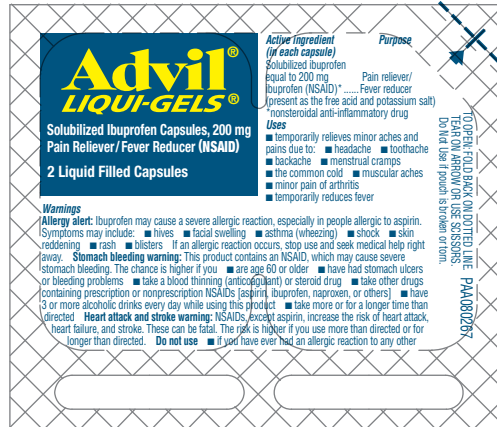 Advil®
LIQUI-GELS®
Solubilized Ibuprofen Capsules, 200 mg
Pain Reliever/Fever Reducer (NSAID)
2 Liquid Filled Capsules
Active Ingredient Purpose
(in each capsule)
Solubilized ibuprofen
equal to 200 mg Pain reliever/
ibuprofen (NSAID)* ..... Fever reducer
(present as the free acid and potassium salt)
*nonsteroidal anti-inflammatory drug
Uses
■ temporarily relieves minor aches and
pains due to: ■ headache ■ toothache
■ backache ■ menstrual cramps
■ the common cold ■ muscular aches
■ minor pain of arthritis
■ temporarily reduces fever
TO OPEN: FOLD BACK ON DOTTED LINE
TEAR ON ARROW OR USE SCISSORS.
Do Not Use if pouch is broken or torn.
PAA080267
Warnings
Allergy alert: Ibuprofen may cause a severe allergic reaction, especially in people allergic to aspirin.
Symptoms may include: ■ hives ■ facial swelling ■ asthma (wheezing) ■ shock ■ skin
reddening ■ rash ■ blisters If an allergic reaction occurs, stop use and seek medical help right
away. Stomach bleeding warning: This product contains an NSAID, which may cause severe
stomach bleeding. The chance is higher if you ■ are age 60 or older ■ have had stomach ulcers
or bleeding problems ■ take a blood thinning (anticoagulant) or steroid drug ■ take other drugs
containing prescription or nonprescription NSAIDs [aspirin, ibuprofen, naproxen, or others] ■ have
3 or more alcoholic drinks every day while using this product ■ take more or for a longer time than
directed Heart attack and stroke warning: NSAIDs, except aspirin, increase the risk of heart attack,
heart failure, and stroke. These can be fatal. The risk is higher if you use more than directed or for
longer than directed. Do not use ■ if you have ever had an allergic reaction to any other